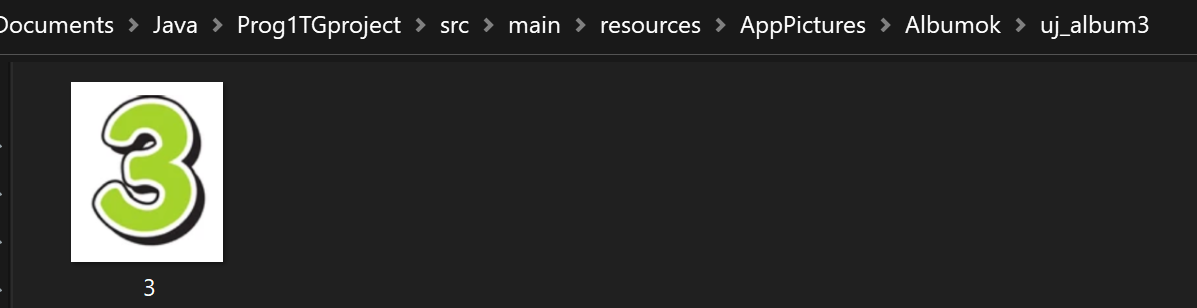 Documents > Java > Prog1TGproject > src > main > resources > AppPictures > Albumok > uj_album3
3
3